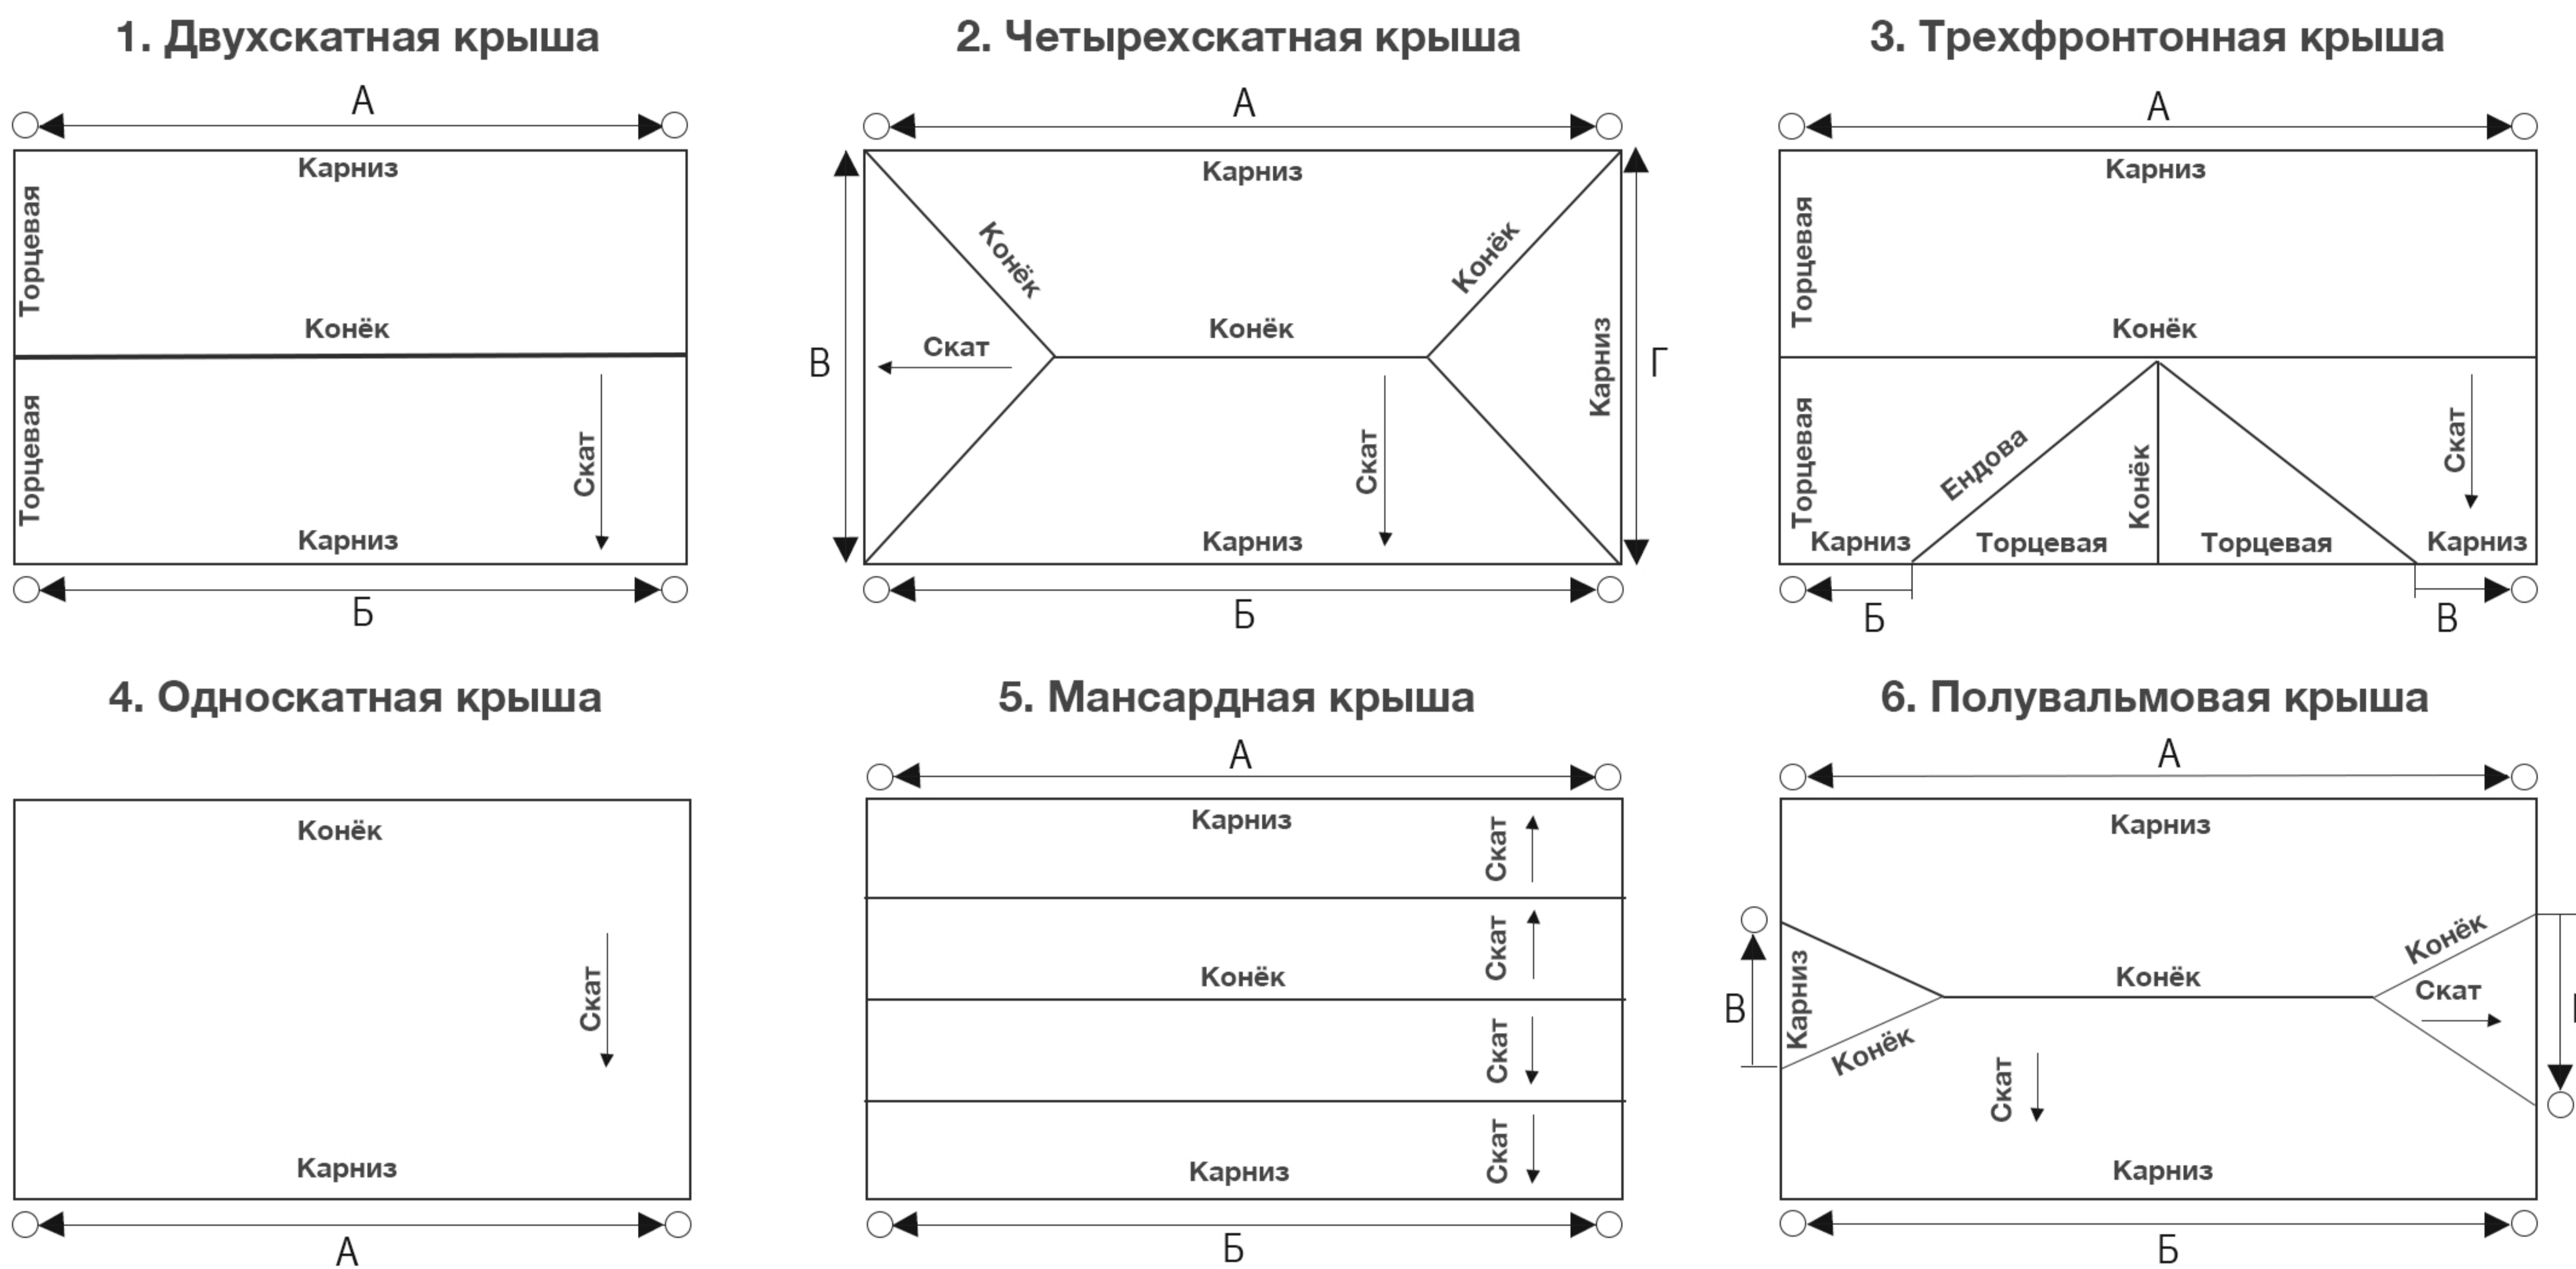 1. Двухскатная крыша
А
Карниз
Торцевая
Конёк
Торцевая
Скат
Карниз
Б
2. Четырехскатная крыша
А
Карниз
Конёк
Конёк
Конёк
Скат
В
Карниз
Г
Скат
Карниз
Б
3. Трехфронтонная крыша
А
Карниз
Торцевая
Конёк
Торцевая
Ендова
Конёк
Скат
Карниз
Торцевая
Торцевая
Карниз
Б
В
4. Односкатная крыша
Конёк
Скат
Карниз
А
5. Мансардная крыша
А
Карниз
Скат
Скат
Конёк
Скат
Скат
Карниз
Б
6. Полувальмовая крыша
А
Карниз
Конёк
Конёк
Скат
В
Карниз
Конёк
Скат
Карниз
Б